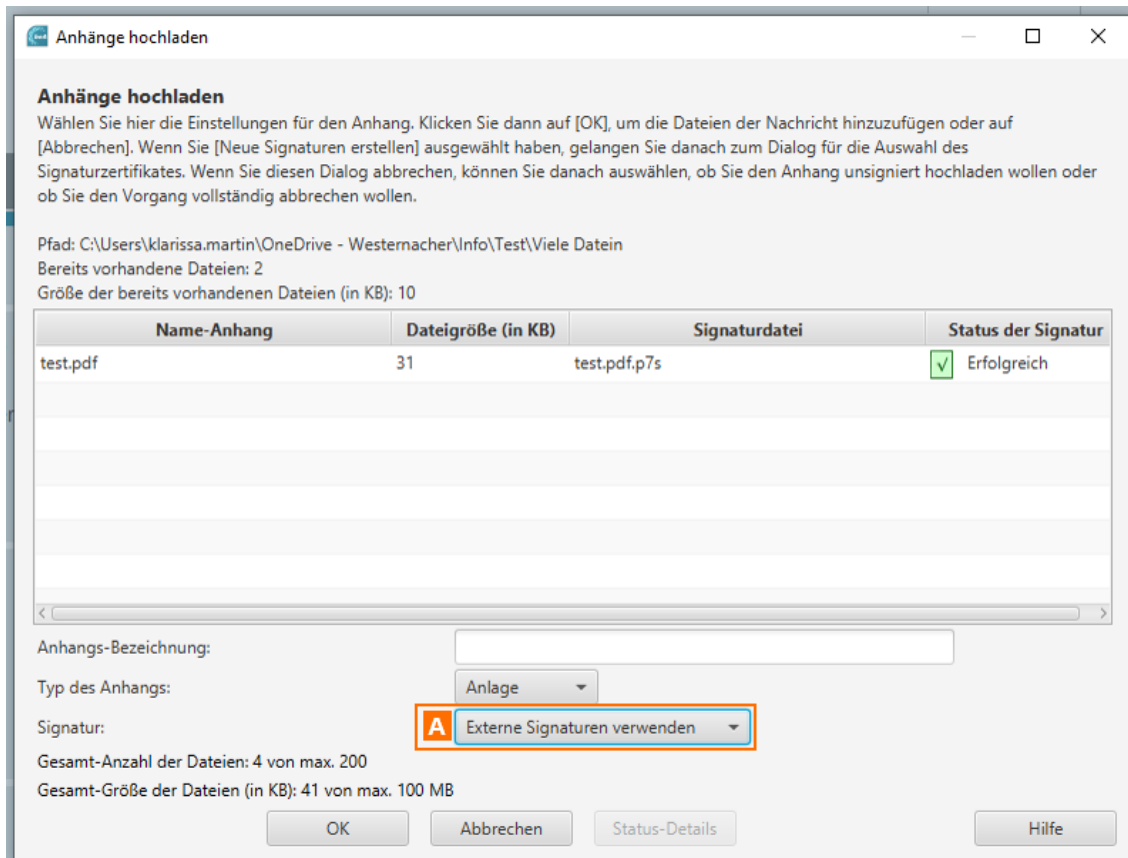 Anhänge hochladen
Anhänge hochladen
Wählen Sie hier die Einstellungen für den Anhang. Klicken Sie dann auf [OK], um die Dateien der Nachricht hinzuzufügen oder auf
[Abbrechen]. Wenn Sie [Neue Signaturen erstellen] ausgewählt haben, gelangen Sie danach zum Dialog für die Auswahl des
Signaturzertifikates. Wenn Sie diesen Dialog abbrechen, können Sie danach auswählen, ob Sie den Anhang unsigniert hochladen wollen oder
ob Sie den Vorgang vollständig abbrechen wollen.
Pfad: C:\Users\klarissa.martin\OneDrive - Westernacher\Info\Test\Viele Datein
Bereits vorhandene Dateien: 2
Größe der bereits vorhandenen Dateien (in KB): 10
Name-Anhang Dateigröße (in KB) Signaturdatei Status der Signatur
test.pdf 31 test.pdf.p7s √ Erfolgreich
Anhangs-Bezeichnung:
Typ des Anhangs: Anlage
Signatur: A Externe Signaturen verwenden
Gesamt-Anzahl der Dateien: 4 von max. 200
Gesamt-Größe der Dateien (in KB): 41 von max. 100 MB
OK Abbrechen Status-Details Hilfe